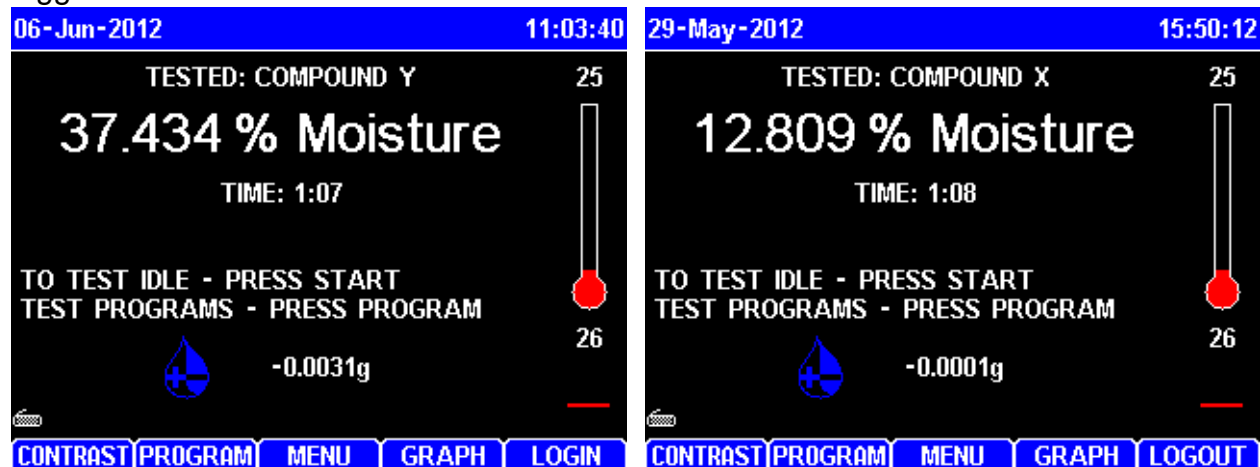 06-Jun-2012 11:03:40
TESTED: COMPOUND Y 25
37.434 % Moisture
TIME: 1:07
TO TEST IDLE - PRESS START
TEST PROGRAMS - PRESS PROGRAM
26
-0.0031g
CONTRAST PROGRAM MENU GRAPH LOGIN
29-May-2012 15:50:12
TESTED: COMPOUND X 25
12.809 % Moisture
TIME: 1:08
TO TEST IDLE - PRESS START
TEST PROGRAMS - PRESS PROGRAM
26
-0.0001g
CONTRAST PROGRAM MENU GRAPH LOGOUT